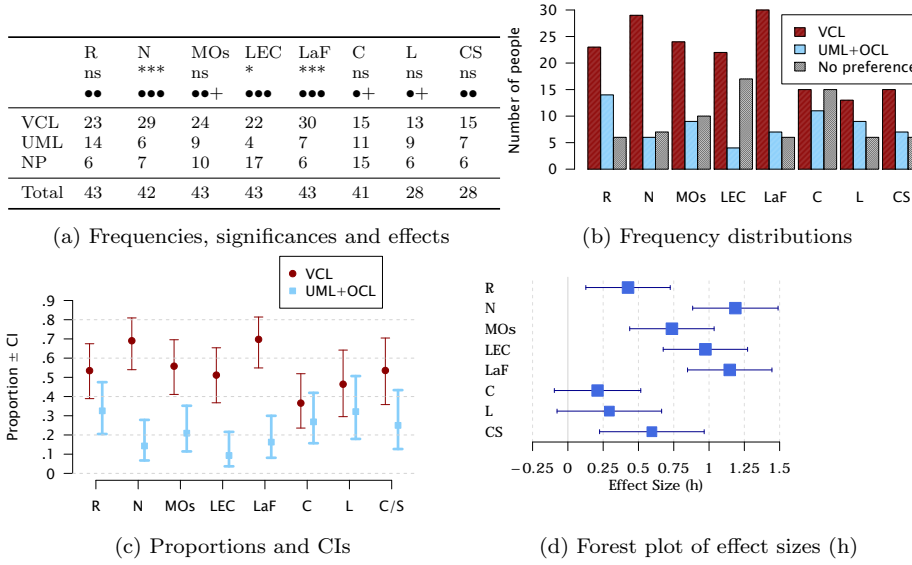 R N MOs LEC LaF C L CS
ns *** ns * *** ns ns ns
●● ●●● ●●+ ●●● ●●● ●+ ●+ ●●
VCL 23 29 24 22 30 15 13 15
UML 14 6 9 4 7 11 9 7
NP 6 7 10 17 6 15 6 6
Total 43 42 43 43 43 41 28 28
(a) Frequencies, significances and effects
Number of people
30
25
20
15
10
5
0
VCL
UML+OCL
No preference
R N MOs LEC LaF C L CS
(b) Frequency distributions
VCL
UML+OCL
Proportion ± CI
.9
.8
.7
.6
.5
.4
.3
.2
.1
0
R N MOs LEC LaF C L C/S
(c) Proportions and CIs
R
N
MOs
LEC
LaF
C
L
CS
−0.25 0 0.25 0.5 0.75 1 1.25 1.5
Effect Size (h)
(d) Forest plot of effect sizes (h)